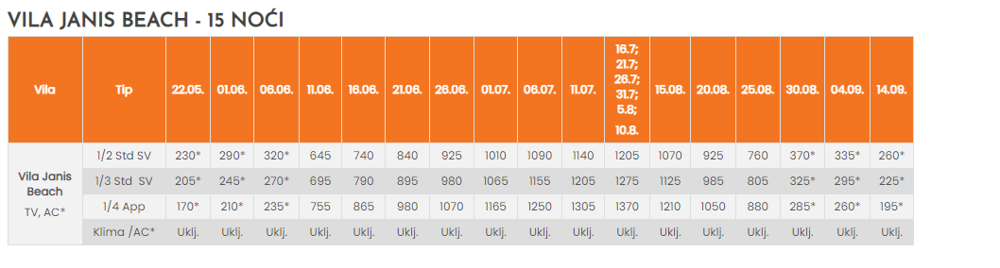 VILA JANIS BEACH - 15 NOĆI
Vila Tip 22.05. 01.06. 06.06. 11.06. 16.06. 21.06. 26.06. 01.07. 06.07. 11.07. 16.7; 21.7; 26.7; 31.7; 5.8; 10.8. 15.08. 20.08. 25.08. 30.08. 04.09. 14.09.
Vila Janis Beach TV, AC*
1/2 Std SV 230* 290* 320* 645 740 840 925 1010 1090 1140 1205 1070 925 760 370* 335* 260*
1/3 Std SV 205* 245* 270* 695 790 895 980 1065 1155 1205 1275 1125 985 805 325* 295* 225*
1/4 App 170* 210* 235* 755 865 980 1070 1165 1250 1305 1370 1210 1050 880 285* 260* 195*
Klima /AC* Uklj. Uklj. Uklj. Uklj. Uklj. Uklj. Uklj. Uklj. Uklj. Uklj. Uklj. Uklj. Uklj. Uklj. Uklj. Uklj. Uklj.